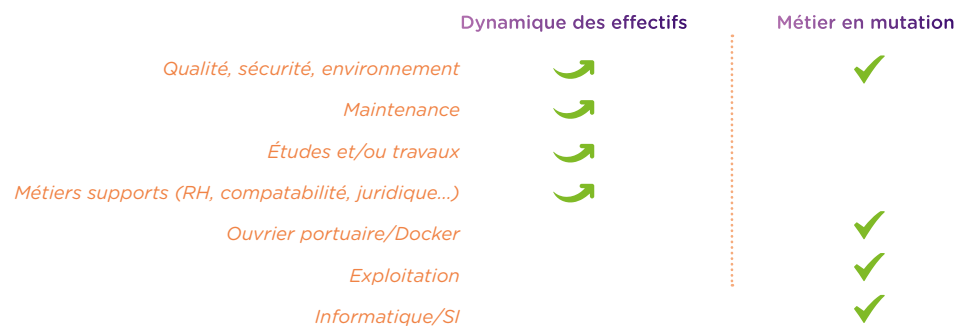 Dynamique des effectifs
Métier en mutation
Qualité, sécurité, environnement
Maintenance
Études et/ou travaux
Métiers supports (RH, compatabilité, juridique...)
Ouvrier portuaire/Docker
Exploitation
Informatique/SI